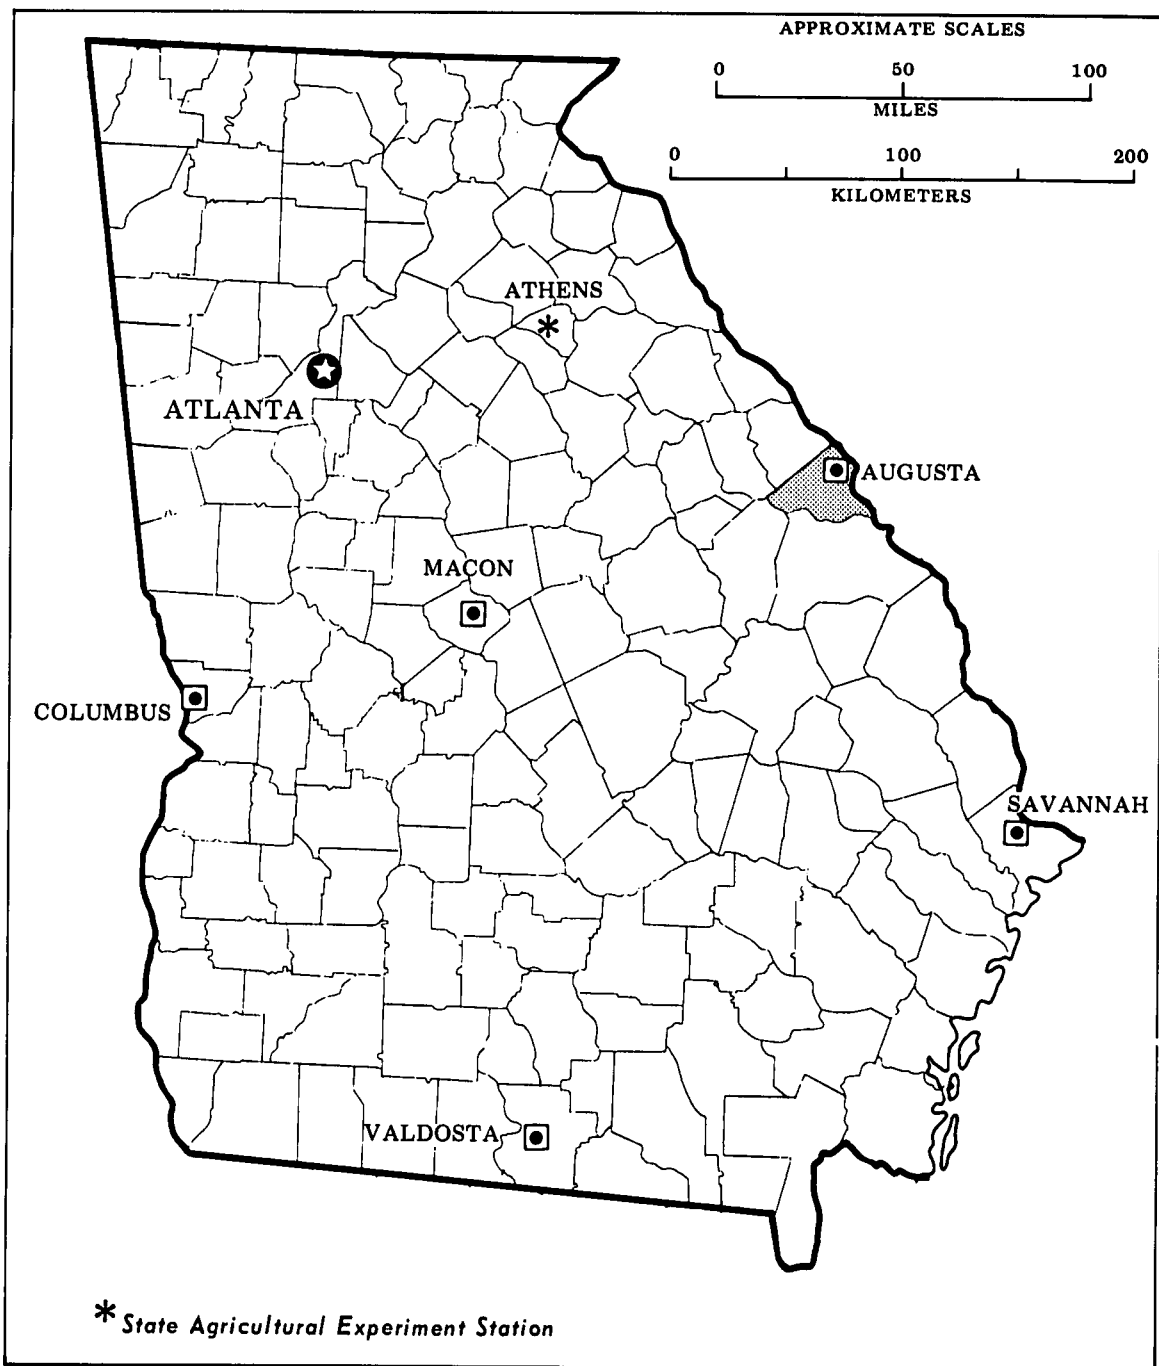 APPROXIMATE SCALES
0 50 100
MILES
0 100 200
KILOMETERS
ATHENS
ATLANTA
AUGUSTA
MACON
COLUMBUS
SAVANNAH
VALDOSTA
* State Agricultural Experiment Station